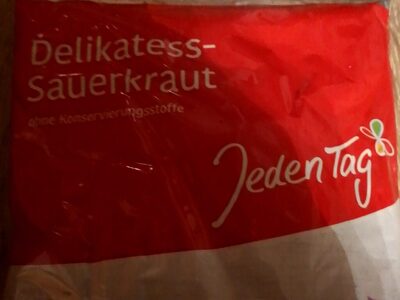 Delikatess-
Sauerkraut
ohne Konservierungsstoffe
Jeden Tag